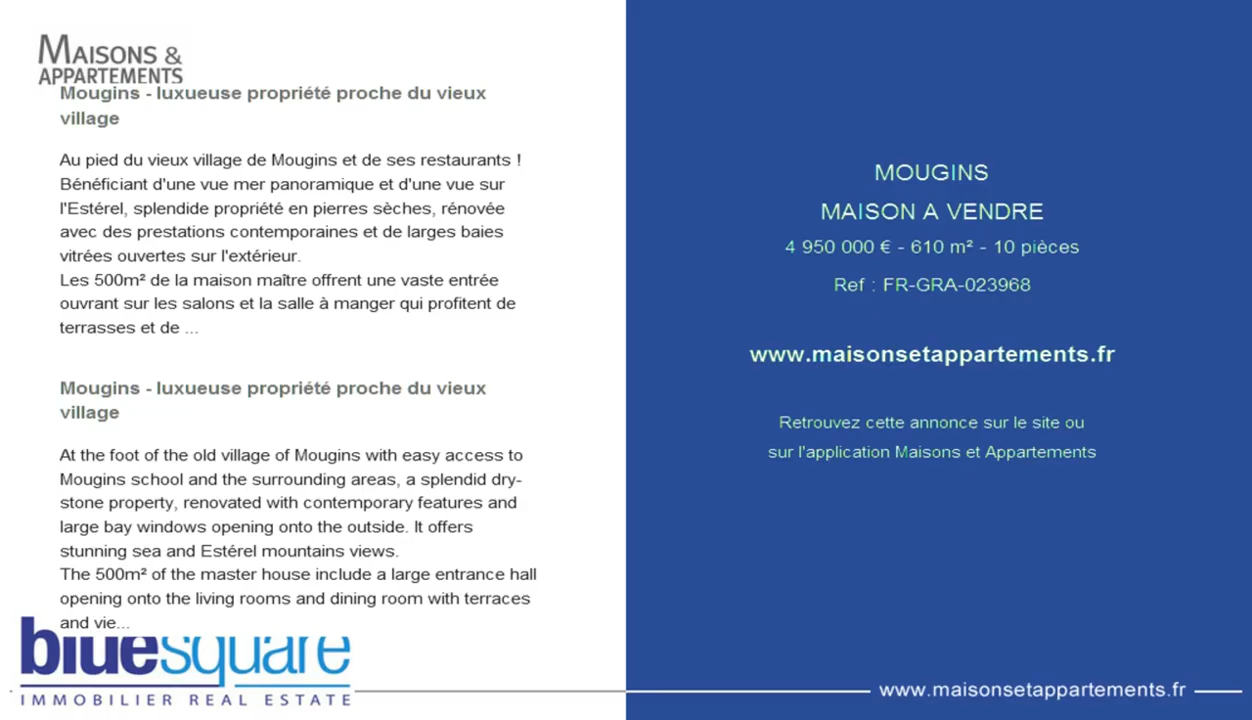 MAISONS &
APPARTEMENTS
Mougins - luxueuse propriété proche du vieux
village
Au pied du vieux village de Mougins et de ses restaurants !
Bénéficiant d'une vue mer panoramique et d'une vue sur
l'Estérel, splendide propriété en pierres sèches, rénovée
avec des prestations contemporaines et de larges baies
vitrées ouvertes sur l'extérieur.
Les 500m² de la maison maître offrent une vaste entrée
ouvrant sur les salons et la salle à manger qui profitent de
terrasses et de ...
Mougins - luxueuse propriété proche du vieux
village
At the foot of the old village of Mougins with easy access to
Mougins school and the surrounding areas, a splendid dry-
stone property, renovated with contemporary features and
large bay windows opening onto the outside. It offers
stunning sea and Estérel mountains views.
The 500m² of the master house include a large entrance hall
opening onto the living rooms and dining room with terraces
and vie...
bluesquare
IMMOBILIER REAL ESTATE
MOUGINS
MAISON A VENDRE
4 950 000 € - 610 m² - 10 pièces
Ref : FR-GRA-023968
www.maisonsetappartements.fr
Retrouvez cette annonce sur le site ou
sur l'application Maisons et Appartements
www.maisonsetappartements.fr